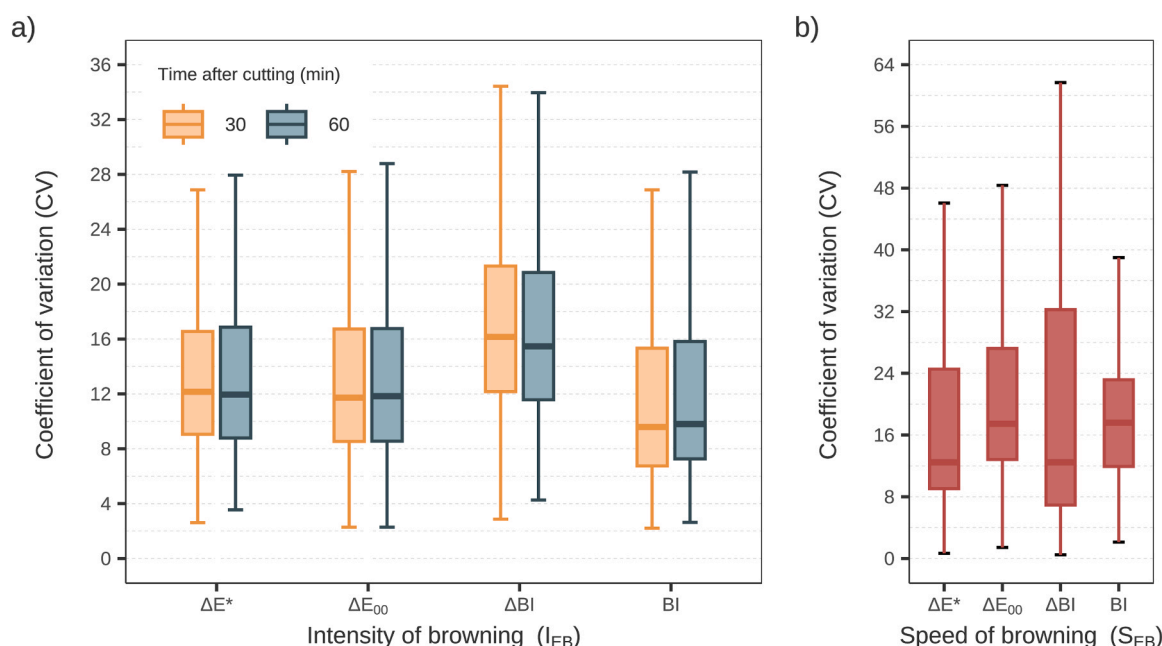 a)
Coefficient of variation (CV)
36
32
28
24
20
16
12
8
4
0
Time after cutting (min)
30 60
ΔE* ΔE₀₀ ΔBI BI
Intensity of browning (I_EB)
b)
Coefficient of variation (CV)
64
56
48
40
32
24
16
8
0
ΔE* ΔE₀₀ ΔBI BI
Speed of browning (S_EB)